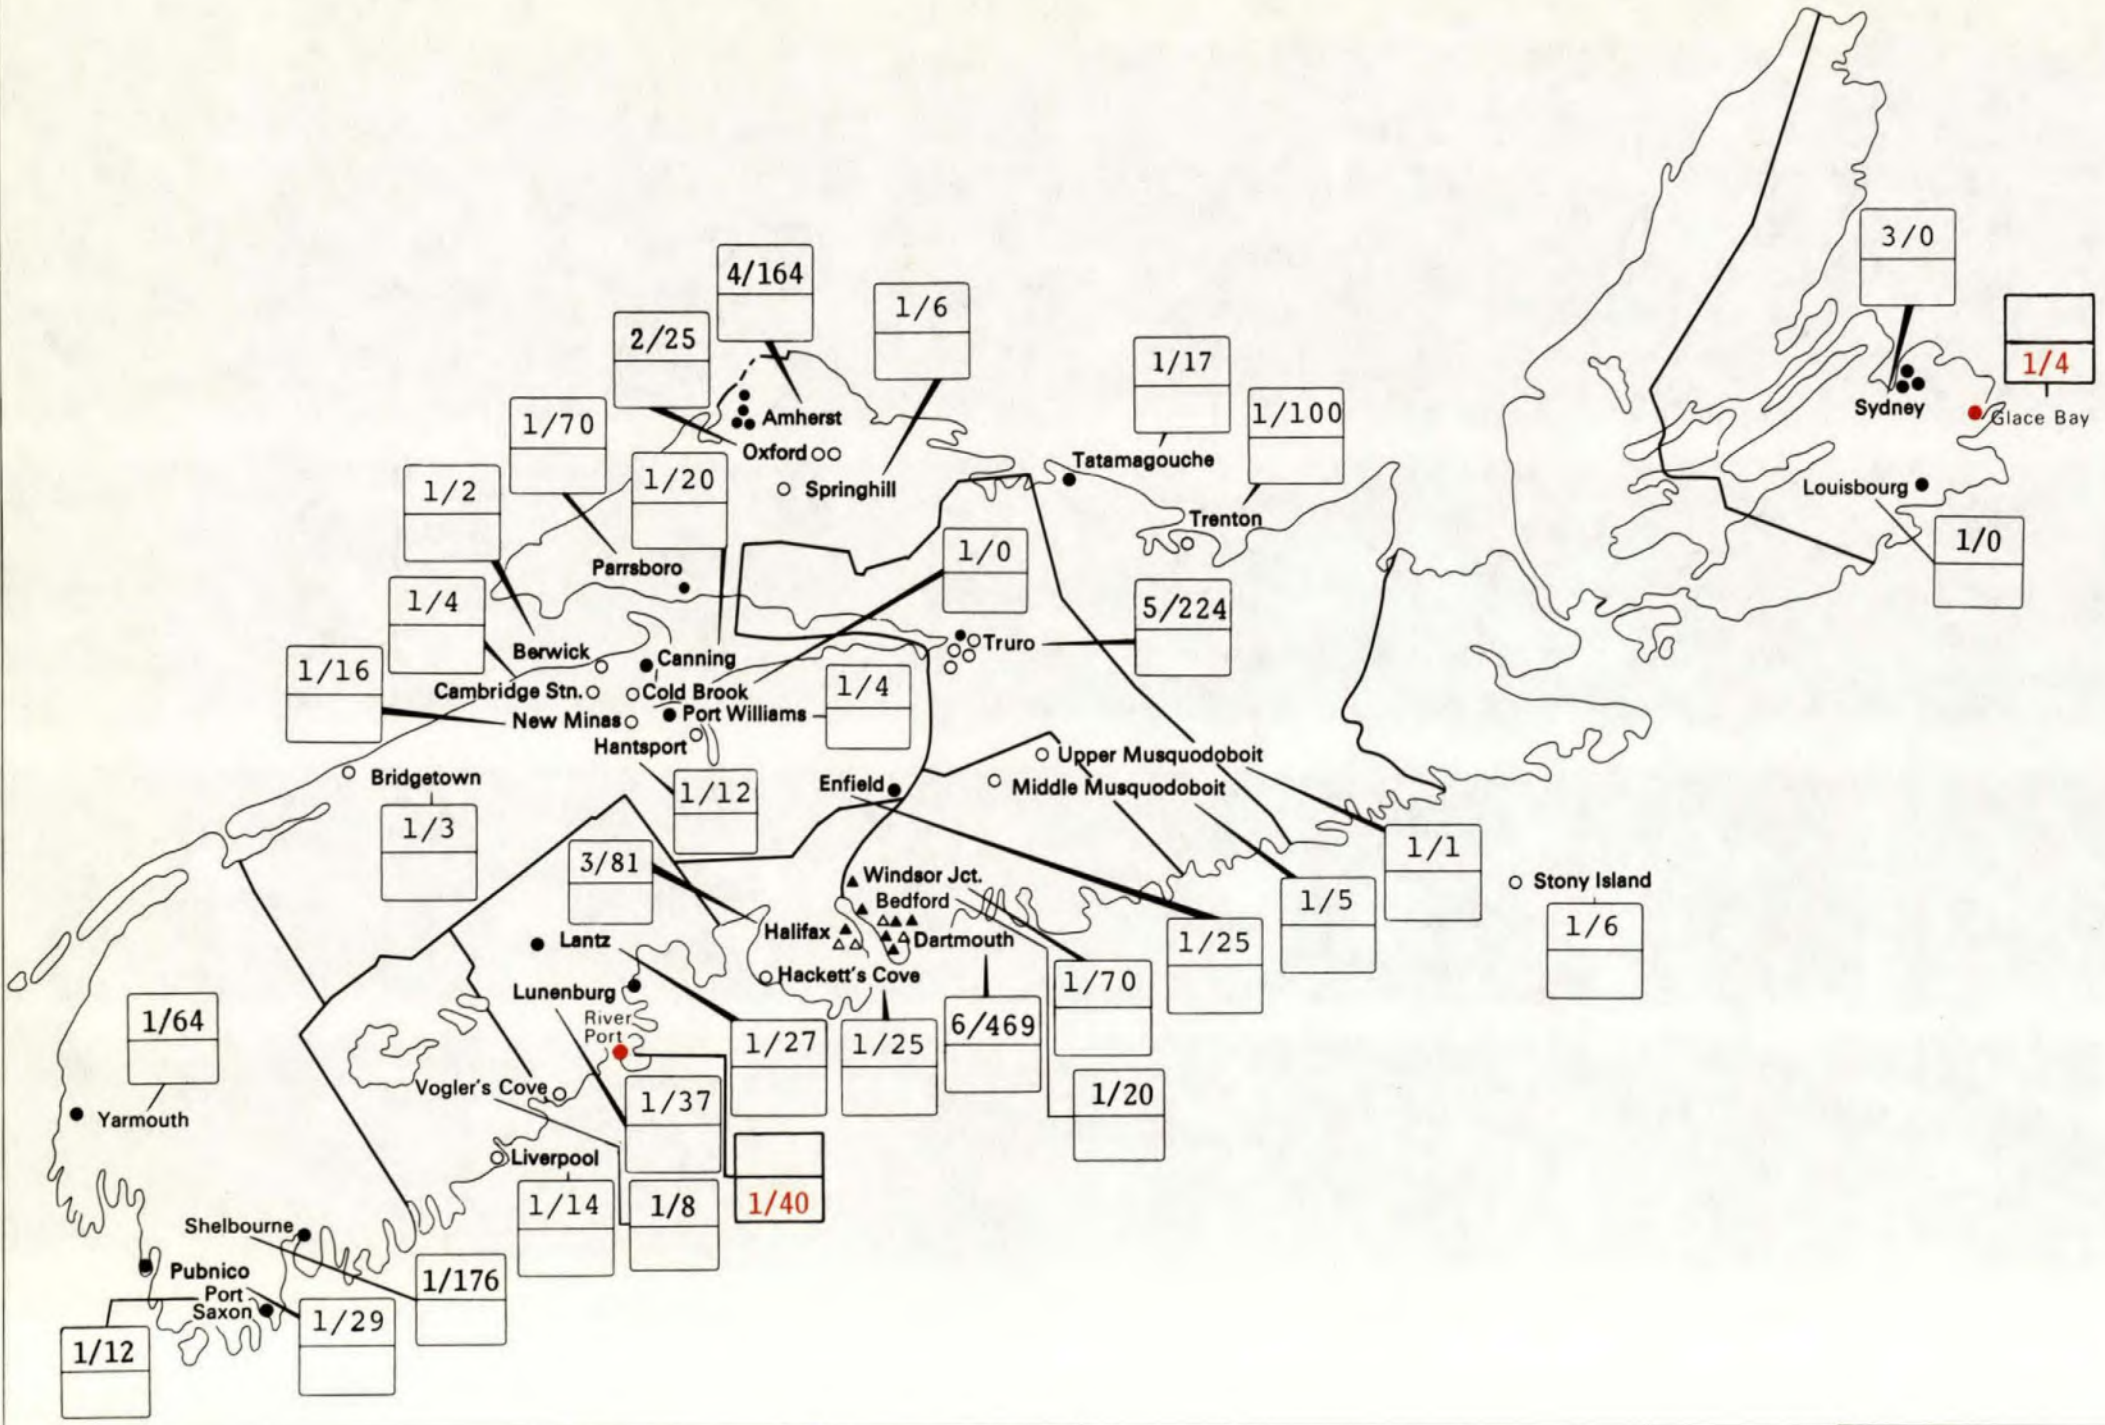 3/0
4/164
1/6
1/4
2/25
1/17
Sydney
Glace Bay
1/70
Amherst
1/100
Oxford
Tatamagouche
1/2
1/20
Springhill
Louisbourg
Trenton
1/0
1/0
Parrsboro
1/4
5/224
Truro
Berwick
Canning
1/16
Cambridge Stn.
Cold Brook
1/4
New Minas
Port Williams
Hantsport
Upper Musquodoboit
Bridgetown
Enfield
Middle Musquodoboit
1/12
1/3
1/1
3/81
Windsor Jct.
Stony Island
Bedford
1/5
1/6
Halifax
Dartmouth
Lantz
1/25
Hackett's Cove
1/70
Lunenburg
River
Port
1/64
1/27
1/25
6/469
Vogler's Cove
1/37
1/20
Yarmouth
Liverpool
1/14
1/8
1/40
Shelbourne
Pubnico
1/176
Port
Saxon
1/29
1/12